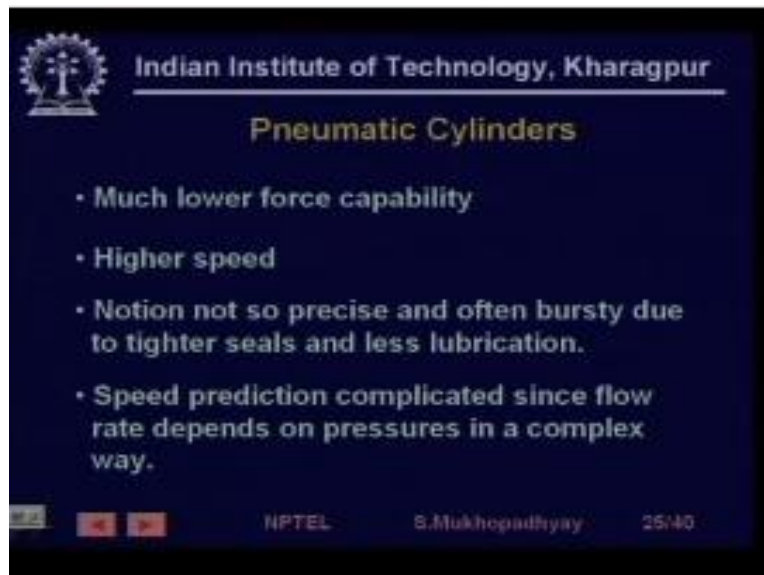 Indian Institute of Technology, Kharagpur
Pneumatic Cylinders
• Much lower force capability
• Higher speed
• Notion not so precise and often bursty due
to tighter seals and less lubrication.
• Speed prediction complicated since flow
rate depends on pressures in a complex
way.
NPTEL S.Mukhopadhyay 25/40